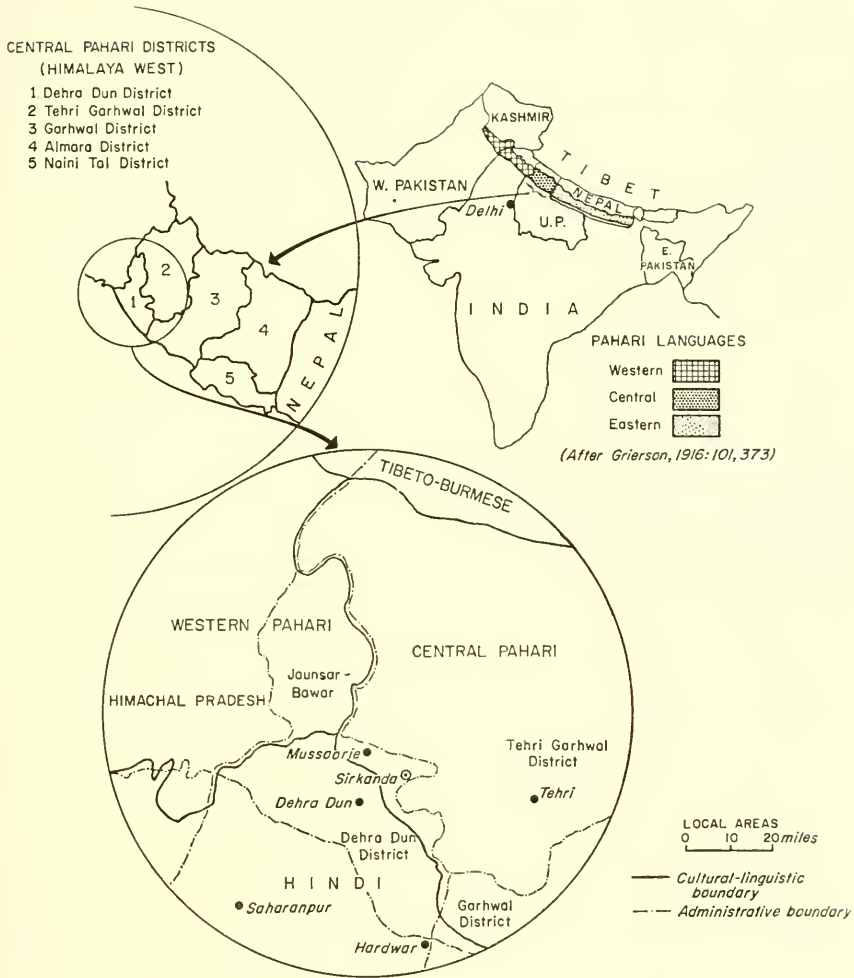 CENTRAL PAHARI DISTRICTS
(HIMALAYA WEST)
1 Dehra Dun District
2 Tehri Garhwal District
3 Garhwal District
4 Almora District
5 Naini Tal District
1
2
3
4
5
NEPAL
KASHMIR
TIBET
W. PAKISTAN
NEPAL
Delhi
U.P.
E.
PAKISTAN
INDIA
PAHARI LANGUAGES
Western
Central
Eastern
(After Grierson, 1916:101, 373)
TIBETO-BURMESE
WESTERN PAHARI
CENTRAL PAHARI
Jaunsar-
Bawar
HIMACHAL PRADESH
Mussoorie
Sirkanda
Tehri Garhwal
District
Tehri
Dehra Dun
Dehra Dun
District
HINDI
Garhwal
District
Saharanpur
Hardwar
LOCAL AREAS
0 10 20 miles
Cultural-linguistic
boundary
Administrative boundary